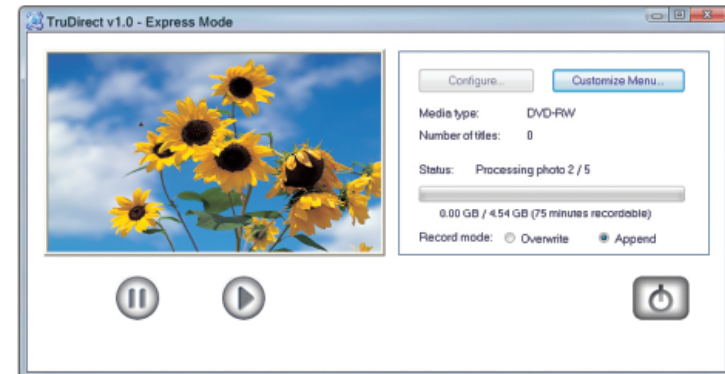 TruDirect v1.0 - Express Mode
Configure... Customize Menu...
Media type: DVD-RW
Number of titles: 0
Status: Processing photo 2 / 5
0.00 GB / 4.54 GB (75 minutes recordable)
Record mode: Overwrite Append